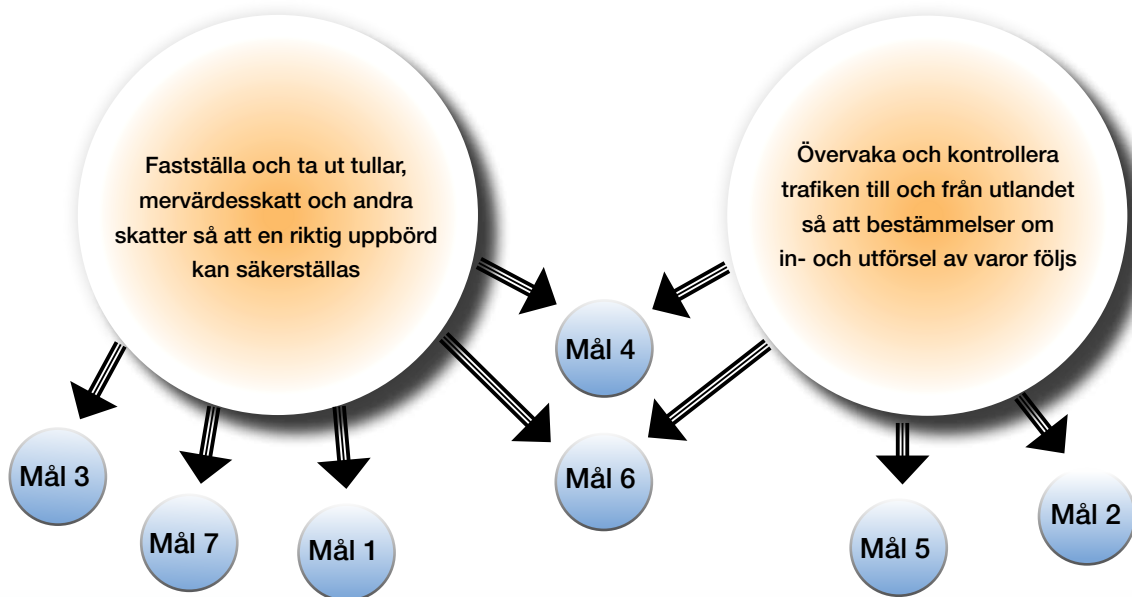 Fastställa och ta ut tullar,
mervärdesskatt och andra
skatter så att en riktig uppbörd
kan säkerställas
Övervaka och kontrollera
trafiken till och från utlandet
så att bestämmelser om
in- och utförsel av varor följs
Mål 4
Mål 3
Mål 6
Mål 7
Mål 1
Mål 5
Mål 2